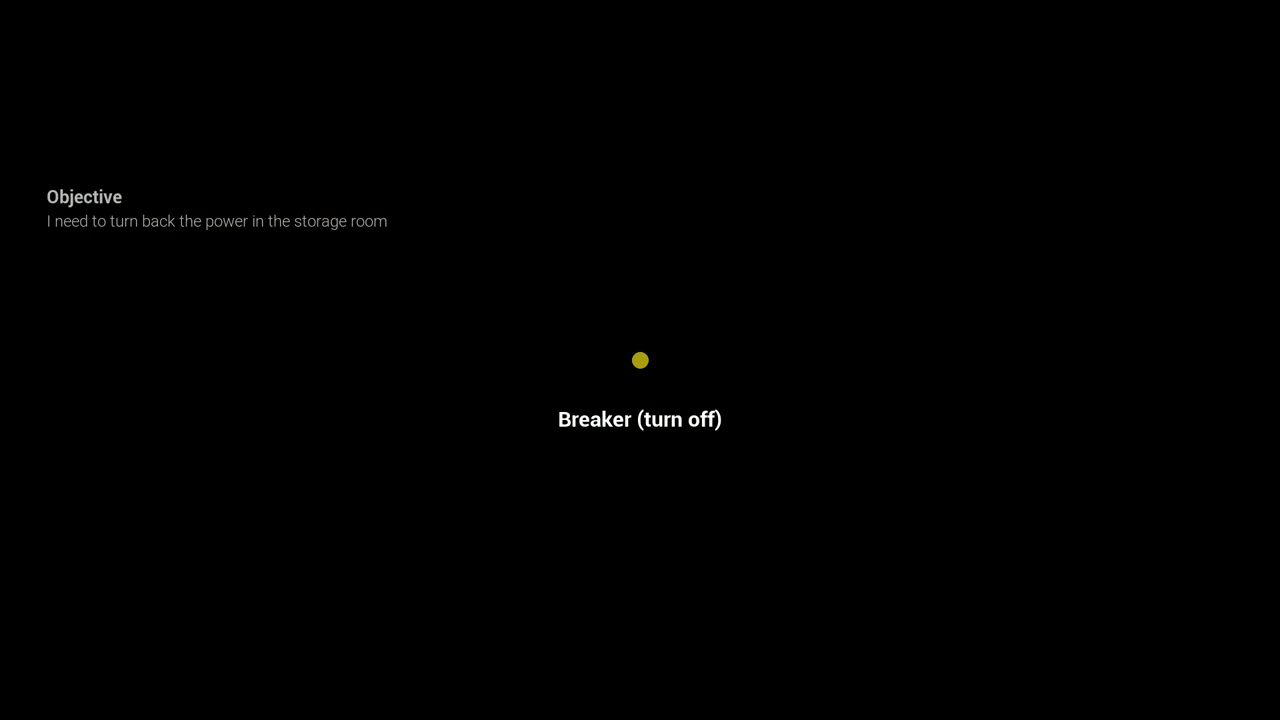 Objective
I need to turn back the power in the storage room
Breaker (turn off)